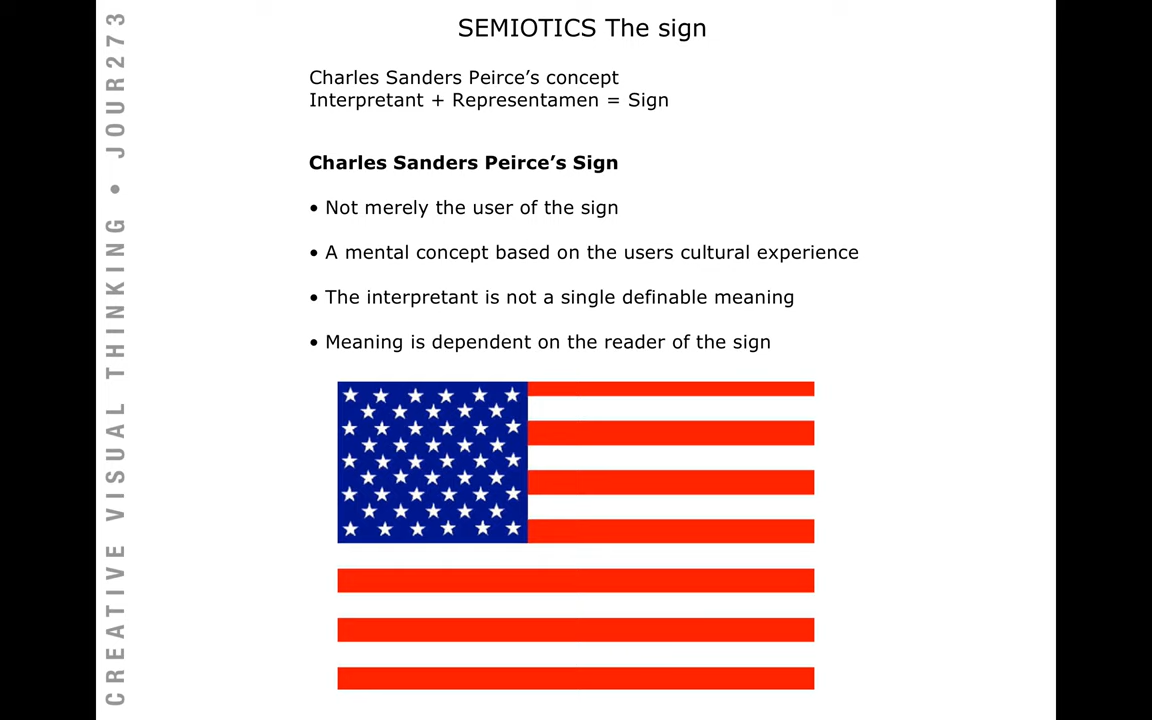 SEMIOTICS The sign
Charles Sanders Peirce’s concept
Interpretant + Representamen = Sign
Charles Sanders Peirce’s Sign
• Not merely the user of the sign
• A mental concept based on the users cultural experience
• The interpretant is not a single definable meaning
• Meaning is dependent on the reader of the sign
CREATIVE VISUAL THINKING • JOUR273